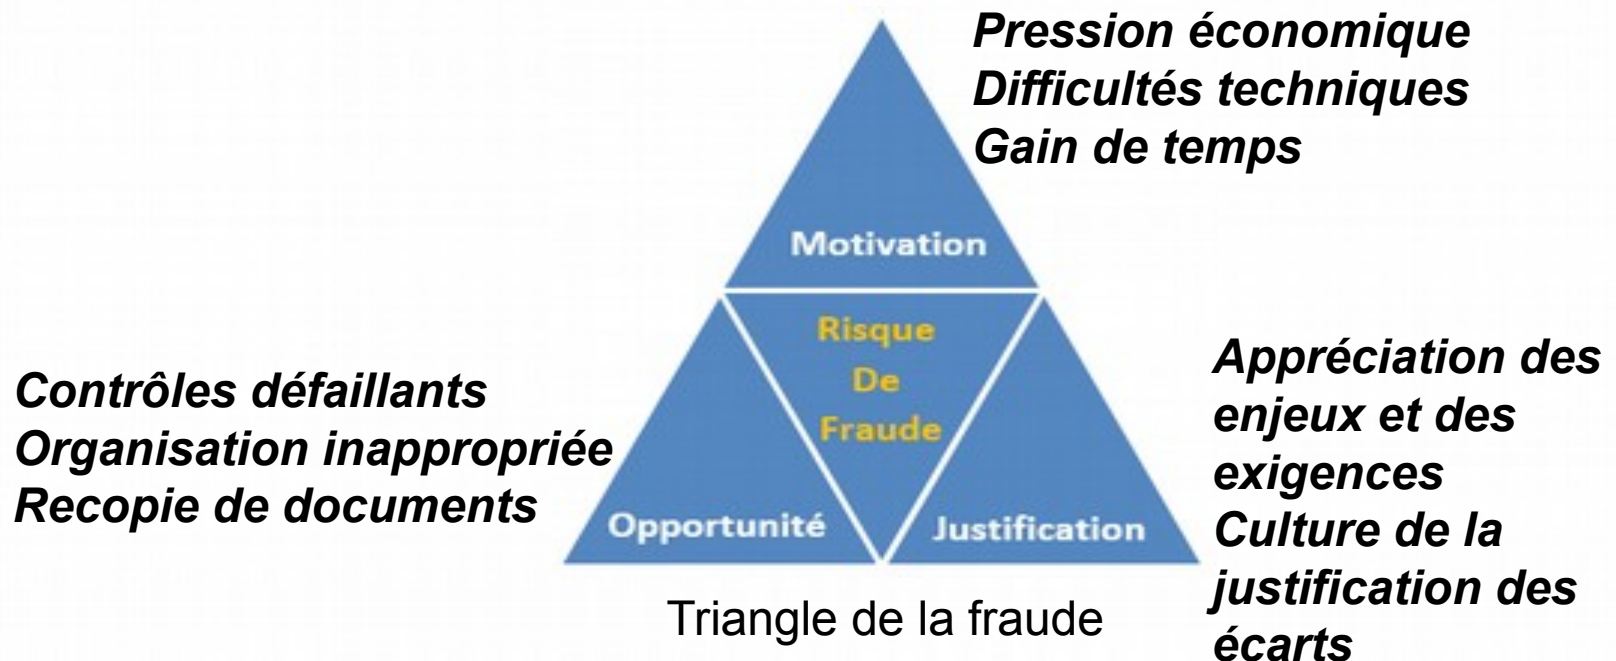 Pression économique
Difficultés techniques
Gain de temps
Motivation
Risque
De
Fraude
Contrôles défaillants
Organisation inappropriée
Recopie de documents
Opportunité
Justification
Appréciation des
enjeux et des
exigences
Culture de la
justification des
écarts
Triangle de la fraude